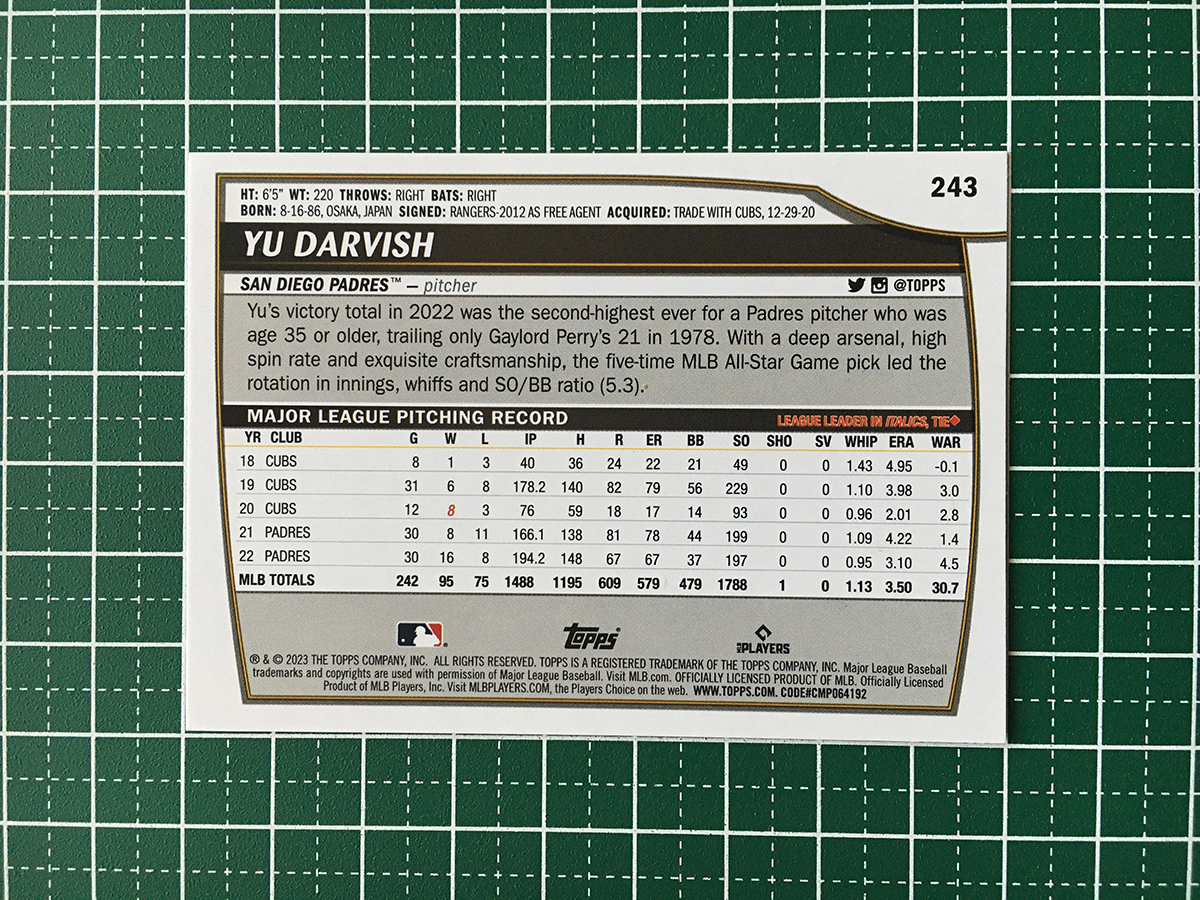 243
HT: 6'5" WT: 220 THROWS: RIGHT BATS: RIGHT
BORN: 8-16-86, OSAKA, JAPAN SIGNED: RANGERS-2012 AS FREE AGENT ACQUIRED: TRADE WITH CUBS, 12-29-20
YU DARVISH
SAN DIEGO PADRES™ — pitcher @TOPPS
Yu's victory total in 2022 was the second-highest ever for a Padres pitcher who was
age 35 or older, trailing only Gaylord Perry's 21 in 1978. With a deep arsenal, high
spin rate and exquisite craftsmanship, the five-time MLB All-Star Game pick led the
rotation in innings, whiffs and SO/BB ratio (5.3).
MAJOR LEAGUE PITCHING RECORD LEAGUE LEADER IN ITALICS, TIE◆
YR CLUB G W L IP H R ER BB SO SHO SV WHIP ERA WAR
18 CUBS 8 1 3 40 36 24 22 21 49 0 0 1.43 4.95 -0.1
19 CUBS 31 6 8 178.2 140 82 79 56 229 0 0 1.10 3.98 3.0
20 CUBS 12 8 3 76 59 18 17 14 93 0 0 0.96 2.01 2.8
21 PADRES 30 8 11 166.1 138 81 78 44 199 0 0 1.09 4.22 1.4
22 PADRES 30 16 8 194.2 148 67 67 37 197 0 0 0.95 3.10 4.5
MLB TOTALS 242 95 75 1488 1195 609 579 479 1788 1 0 1.13 3.50 30.7
Topps PLAYERS
® & © 2023 THE TOPPS COMPANY, INC. ALL RIGHTS RESERVED. TOPPS IS A REGISTERED TRADEMARK OF THE TOPPS COMPANY, INC. Major League Baseball
trademarks and copyrights are used with permission of Major League Baseball. Visit MLB.com. OFFICIALLY LICENSED PRODUCT OF MLB. Officially Licensed
Product of MLB Players, Inc. Visit MLBPLAYERS.COM, the Players Choice on the web. WWW.TOPPS.COM. CODE#CMP064192